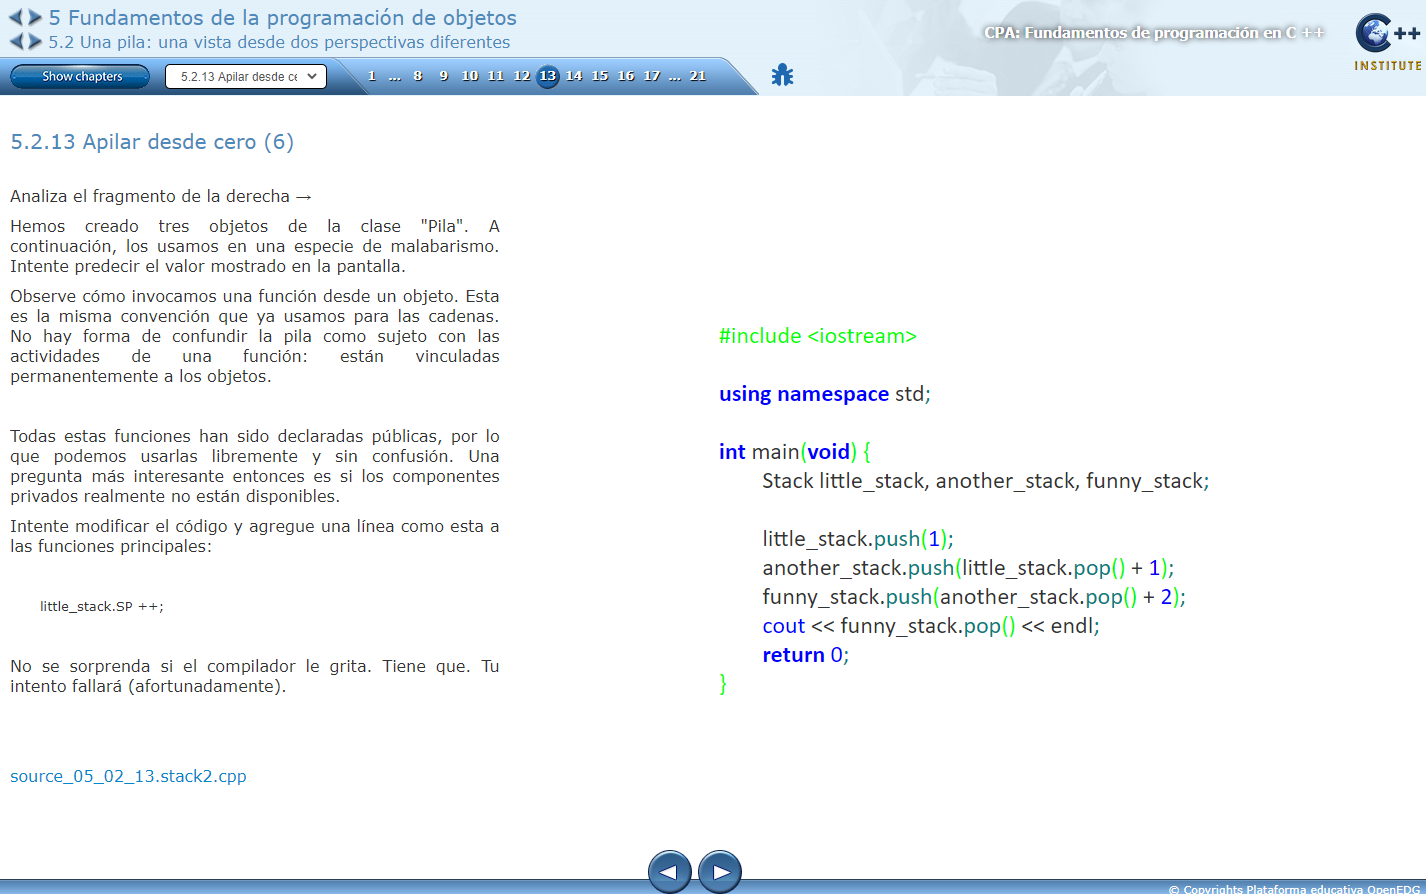 5 Fundamentos de la programación de objetos
5.2 Una pila: una vista desde dos perspectivas diferentes
CPA: Fundamentos de programación en C ++
C++
INSTITUTE
Show chapters
5.2.13 Apilar desde ce
1 ... 8 9 10 11 12 13 14 15 16 17 ... 21
5.2.13 Apilar desde cero (6)
Analiza el fragmento de la derecha →
Hemos creado tres objetos de la clase "Pila". A
continuación, los usamos en una especie de malabarismo.
Intente predecir el valor mostrado en la pantalla.
Observe cómo invocamos una función desde un objeto. Esta
es la misma convención que ya usamos para las cadenas.
No hay forma de confundir la pila como sujeto con las
actividades de una función: están vinculadas
permanentemente a los objetos.
Todas estas funciones han sido declaradas públicas, por lo
que podemos usarlas libremente y sin confusión. Una
pregunta más interesante entonces es si los componentes
privados realmente no están disponibles.
Intente modificar el código y agregue una línea como esta a
las funciones principales:
little_stack.SP ++;
No se sorprenda si el compilador le grita. Tiene que. Tu
intento fallará (afortunadamente).
source_05_02_13.stack2.cpp
#include <iostream>
using namespace std;
int main(void) {
Stack little_stack, another_stack, funny_stack;
little_stack.push(1);
another_stack.push(little_stack.pop() + 1);
funny_stack.push(another_stack.pop() + 2);
cout << funny_stack.pop() << endl;
return 0;
}
© Copyrights Plataforma educativa OpenEDG